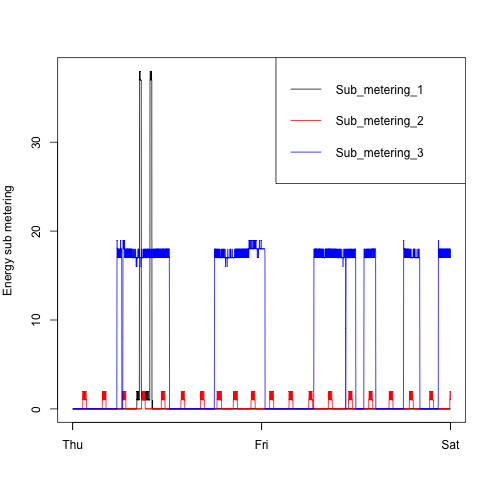 Sub_metering_1
Sub_metering_2
Sub_metering_3
Energy sub metering
30
20
10
0
Thu Fri Sat